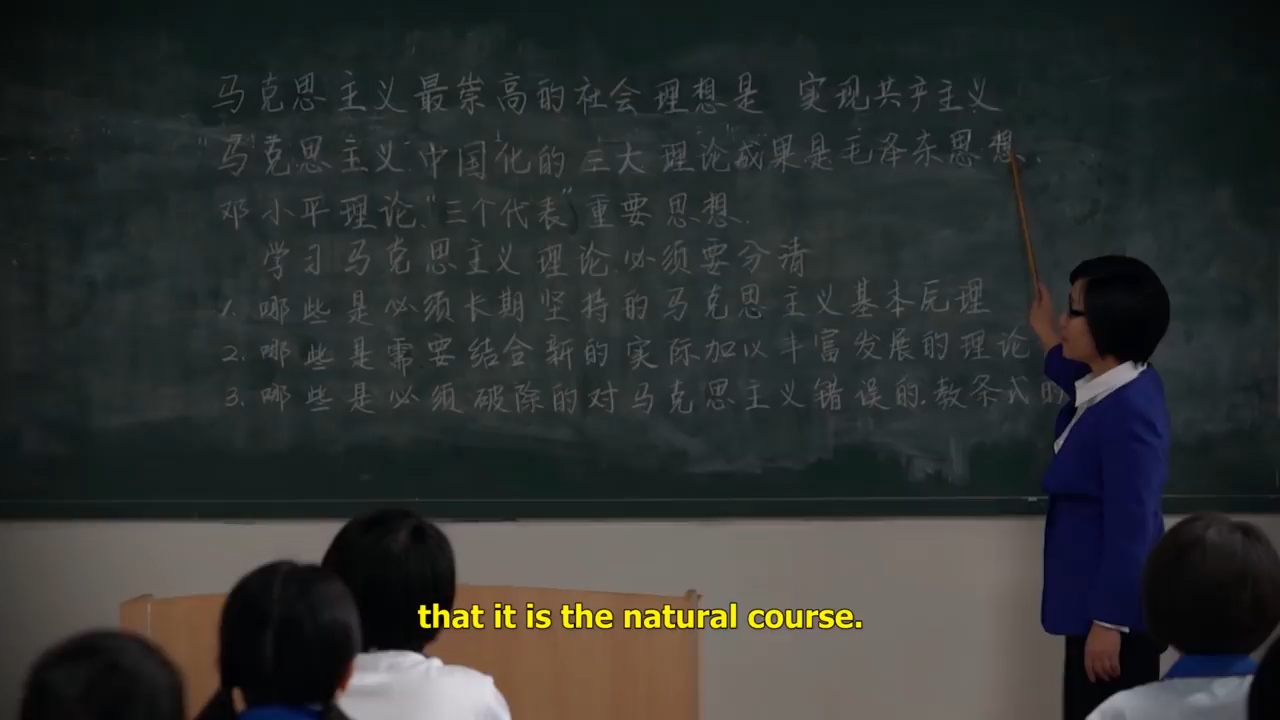 马克思主义最崇高的社会理想是 实现共产主义
"马克思主义中国化的三大理论"成果是毛泽东思想.
邓小平理论."三个代表"重要思想.
学习马克思主义理论.必须要分清
1. 哪些是必须长期坚持的马克思主义基本原理
2. 哪些是需要结合新的实际加以丰富发展的理论
3. 哪些是必须破除的对马克思主义错误的.教条式的
that it is the natural course.